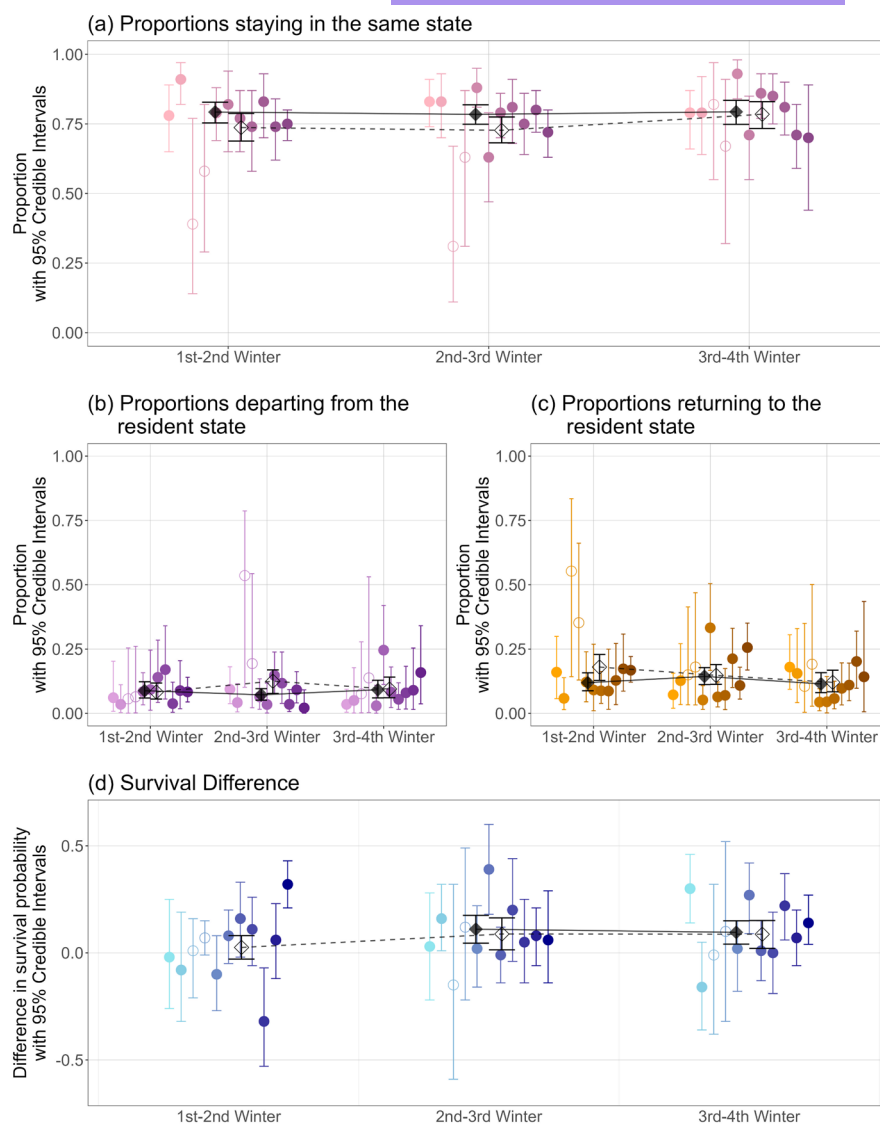 (a) Proportions staying in the same state
Proportion
with 95% Credible Intervals
1.00
0.75
0.50
0.25
0.00
1st-2nd Winter
2nd-3rd Winter
3rd-4th Winter
(b) Proportions departing from the
resident state
Proportion
with 95% Credible Intervals
1.00
0.75
0.50
0.25
0.00
1st-2nd Winter
2nd-3rd Winter
3rd-4th Winter
(c) Proportions returning to the
resident state
Proportion
with 95% Credible Intervals
1.00
0.75
0.50
0.25
0.00
1st-2nd Winter
2nd-3rd Winter
3rd-4th Winter
(d) Survival Difference
Difference in survival probability
with 95% Credible Intervals
0.5
0.0
-0.5
1st-2nd Winter
2nd-3rd Winter
3rd-4th Winter